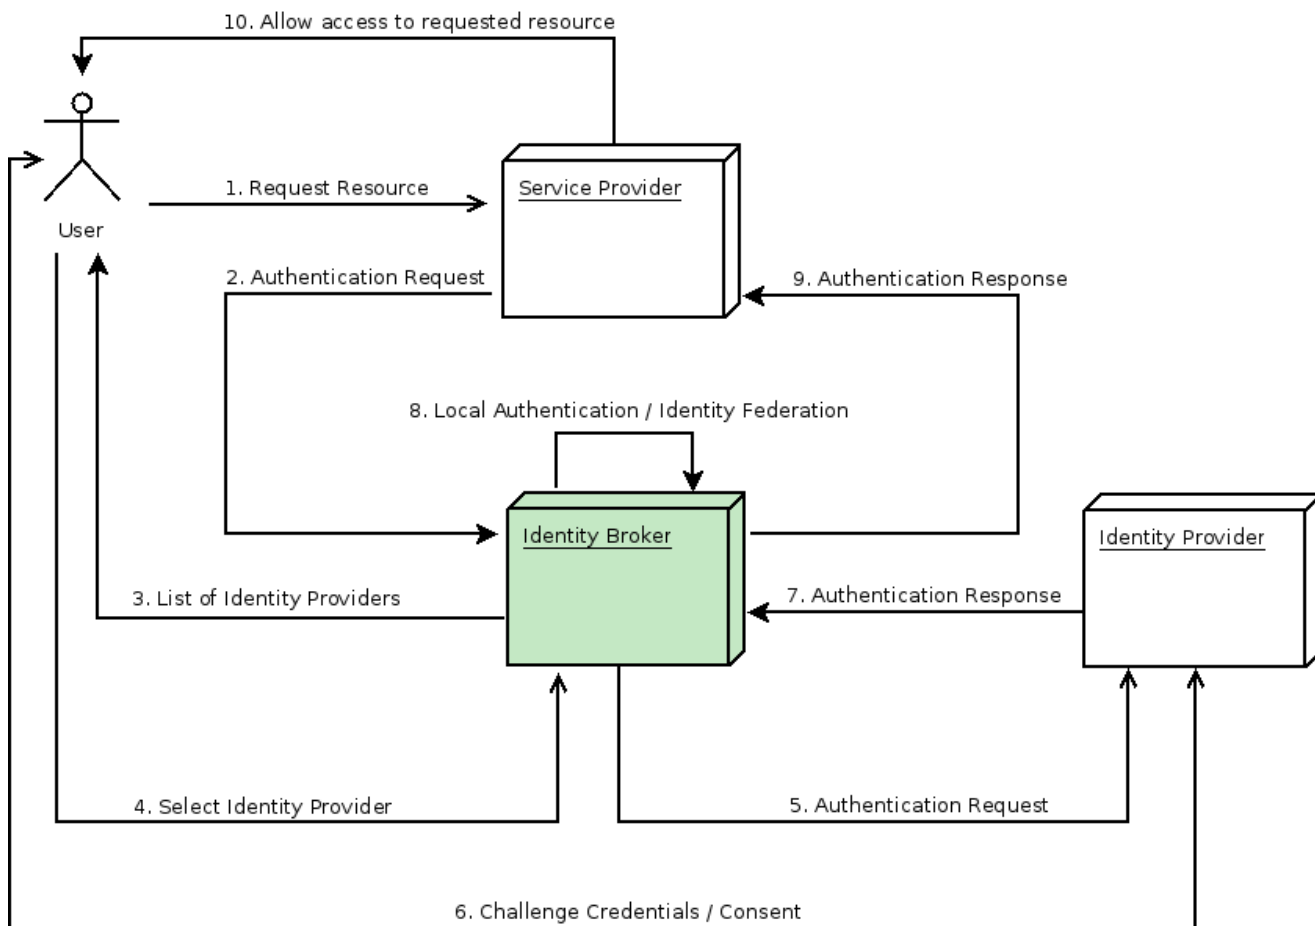 10. Allow access to requested resource
1. Request Resource
Service Provider
User
2. Authentication Request
9. Authentication Response
8. Local Authentication / Identity Federation
Identity Broker
Identity Provider
3. List of Identity Providers
7. Authentication Response
4. Select Identity Provider
5. Authentication Request
6. Challenge Credentials / Consent